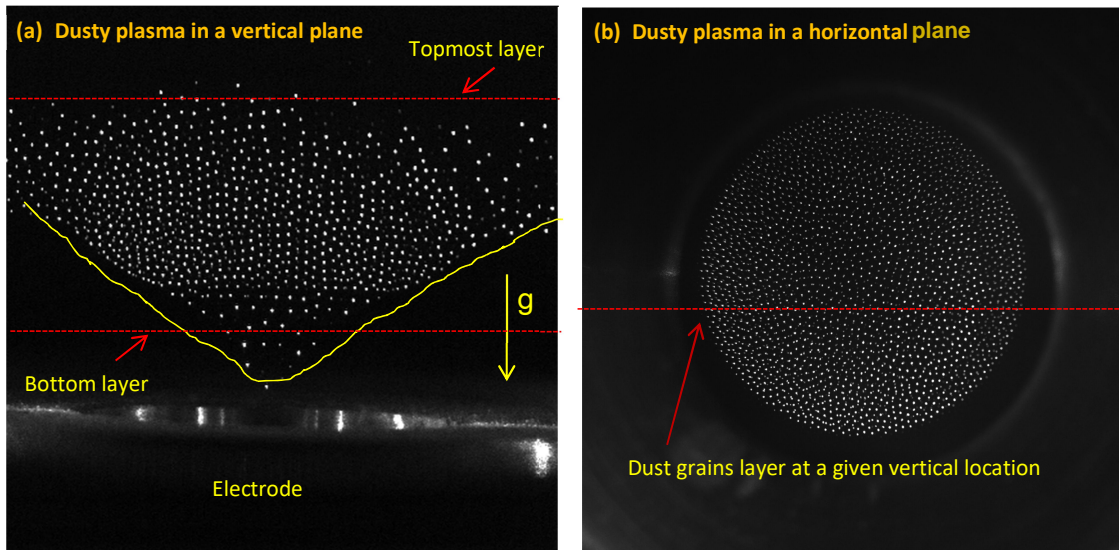 (a) Dusty plasma in a vertical plane
Topmost layer
g
Bottom layer
Electrode
(b) Dusty plasma in a horizontal plane
Dust grains layer at a given vertical location